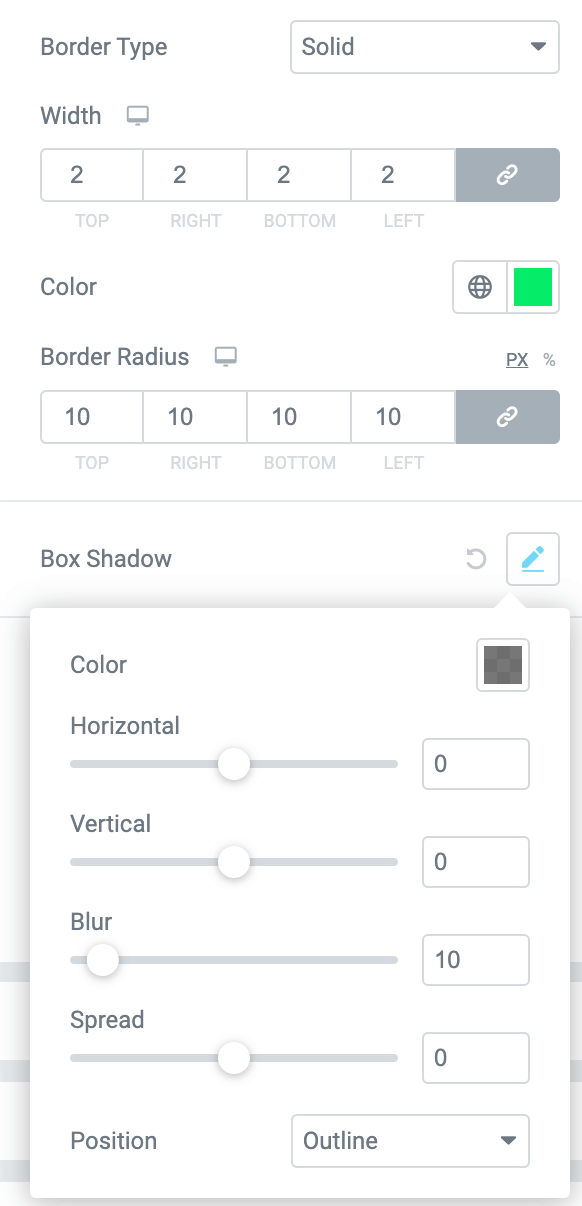 Border Type Solid
Width
2 2 2 2
TOP RIGHT BOTTOM LEFT
Color
Border Radius PX %
10 10 10 10
TOP RIGHT BOTTOM LEFT
Box Shadow
Color
Horizontal
0
Vertical
0
Blur
10
Spread
0
Position Outline